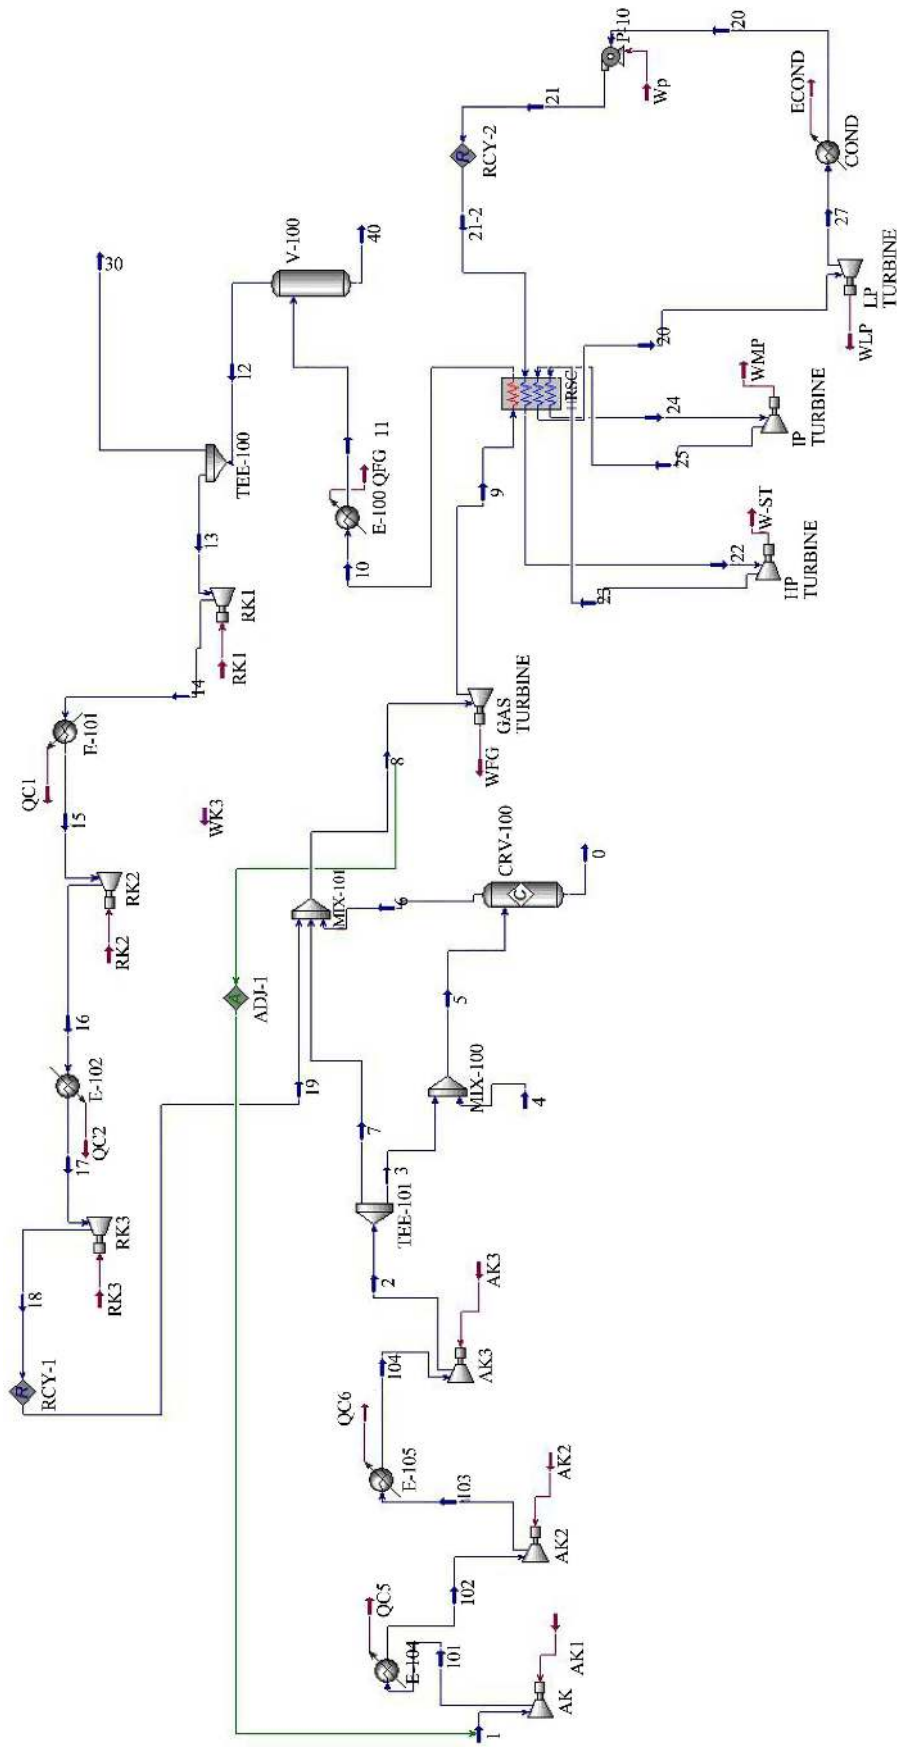 30
V-100
40
12
TEE-100
13
RK1
RK1
14
E-101
QC1
15
RK2
RK2
16
E-102
QC2
17
RK3
RK3
18
RCY-1
WK3
11
E-100
QFG
10
20
P-10
Wp
21
RCY-2
21-2
ECOND
COND
27
LP
TURBINE
WLP
20
HRSC
WMP
24
IP
TURBINE
25
9
W-ST
22
HP
TURBINE
23
GAS
TURBINE
WFG
8
MIX-101
6
CRV-100
C
0
ADJ-1
A
5
MIX-100
4
19
7
3
TEE-101
2
AK3
AK3
104
QC6
E-105
103
AK2
AK2
102
QC5
E-104
101
AK1
AK
1
R
R